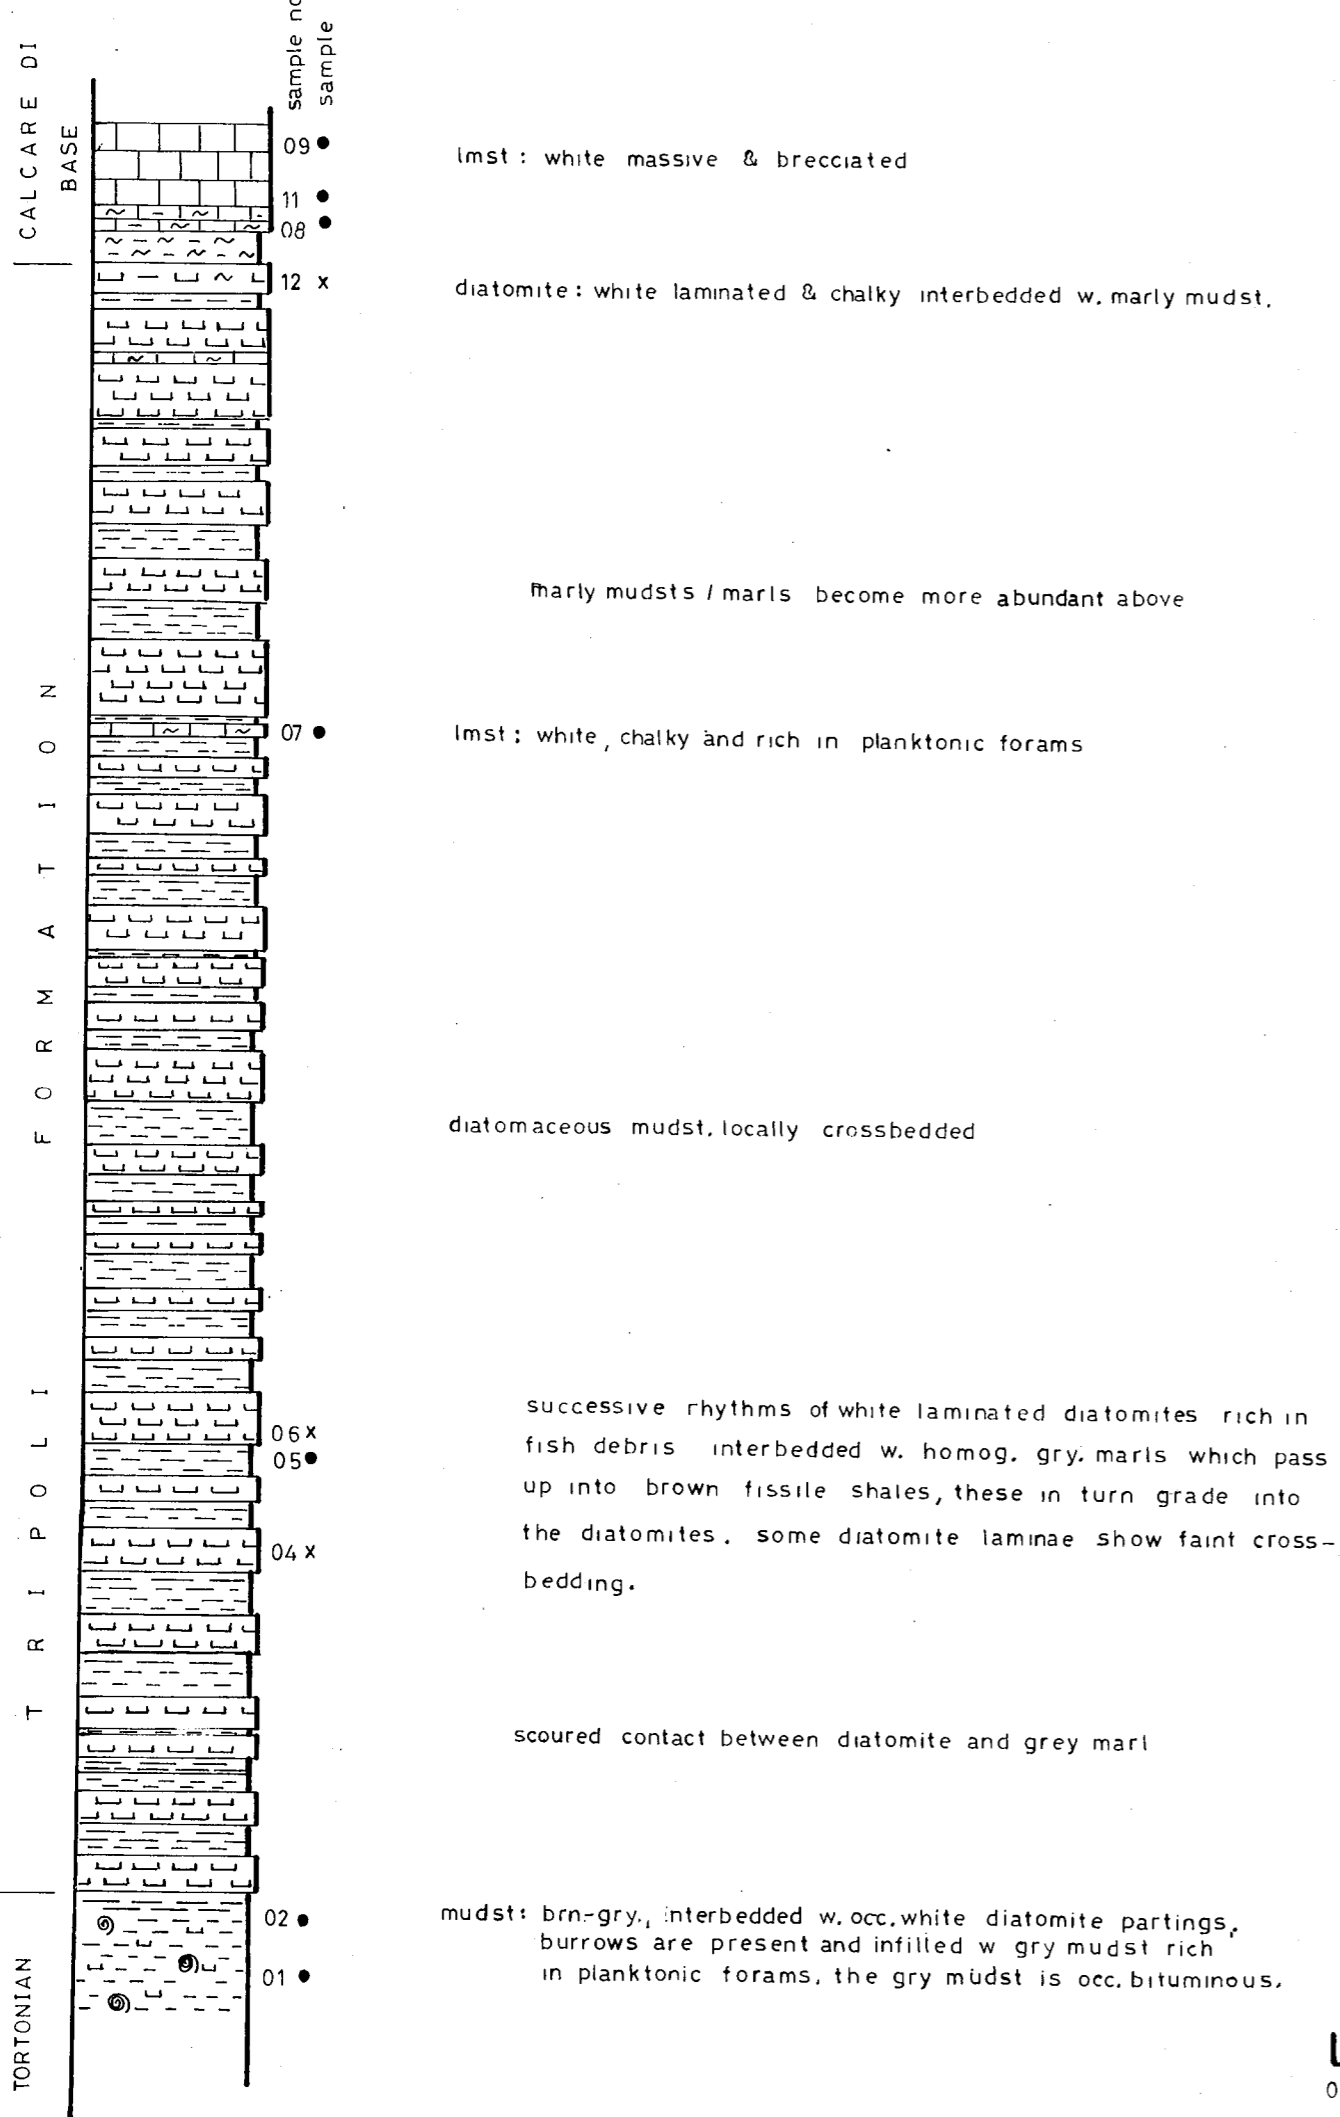 sample no
sample
CALCARE DI
BASE
09
lmst : white massive & brecciated
11
08
12 x
diatomite : white laminated & chalky interbedded w. marly mudst.
marly mudsts / marls become more abundant above
07
lmst : white, chalky and rich in planktonic forams
TRIPOLI FORMATION
diatomaceous mudst. locally crossbedded
06 x
05
successive rhythms of white laminated diatomites rich in
fish debris interbedded w. homog. gry. marls which pass
up into brown fissile shales, these in turn grade into
the diatomites. some diatomite laminae show faint cross-
bedding.
04 x
scoured contact between diatomite and grey marl
TORTONIAN
02
mudst: brn-gry., interbedded w. occ. white diatomite partings,
burrows are present and infilled w gry mudst rich
01
in planktonic forams. the gry mudst is occ. bituminous.
0